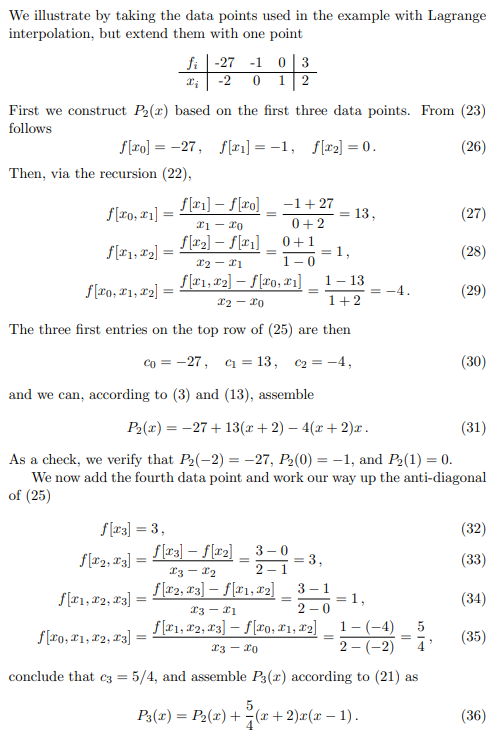 We illustrate by taking the data points used in the example with Lagrange
interpolation, but extend them with one point
f_i | -27 -1 0 3
x_i | -2 0 1 2
First we construct P_2(x) based on the first three data points. From (23)
follows
f[x_0] = −27, f[x_1] = −1, f[x_2] = 0. (26)
Then, via the recursion (22),
f[x_0, x_1] = (f[x_1] − f[x_0])/(x_1 − x_0) = (−1 + 27)/(0 + 2) = 13, (27)
f[x_1, x_2] = (f[x_2] − f[x_1])/(x_2 − x_1) = (0 + 1)/(1 − 0) = 1, (28)
f[x_0, x_1, x_2] = (f[x_1, x_2] − f[x_0, x_1])/(x_2 − x_0) = (1 − 13)/(1 + 2) = −4. (29)
The three first entries on the top row of (25) are then
c_0 = −27, c_1 = 13, c_2 = −4, (30)
and we can, according to (3) and (13), assemble
P_2(x) = −27 + 13(x + 2) − 4(x + 2)x. (31)
As a check, we verify that P_2(−2) = −27, P_2(0) = −1, and P_2(1) = 0.
We now add the fourth data point and work our way up the anti-diagonal
of (25)
f[x_3] = 3, (32)
f[x_2, x_3] = (f[x_3] − f[x_2])/(x_3 − x_2) = (3 − 0)/(2 − 1) = 3, (33)
f[x_1, x_2, x_3] = (f[x_2, x_3] − f[x_1, x_2])/(x_3 − x_1) = (3 − 1)/(2 − 0) = 1, (34)
f[x_0, x_1, x_2, x_3] = (f[x_1, x_2, x_3] − f[x_0, x_1, x_2])/(x_3 − x_0) = (1 − (−4))/(2 − (−2)) = 5/4, (35)
conclude that c_3 = 5/4, and assemble P_3(x) according to (21) as
P_3(x) = P_2(x) + 5/4(x + 2)x(x − 1). (36)